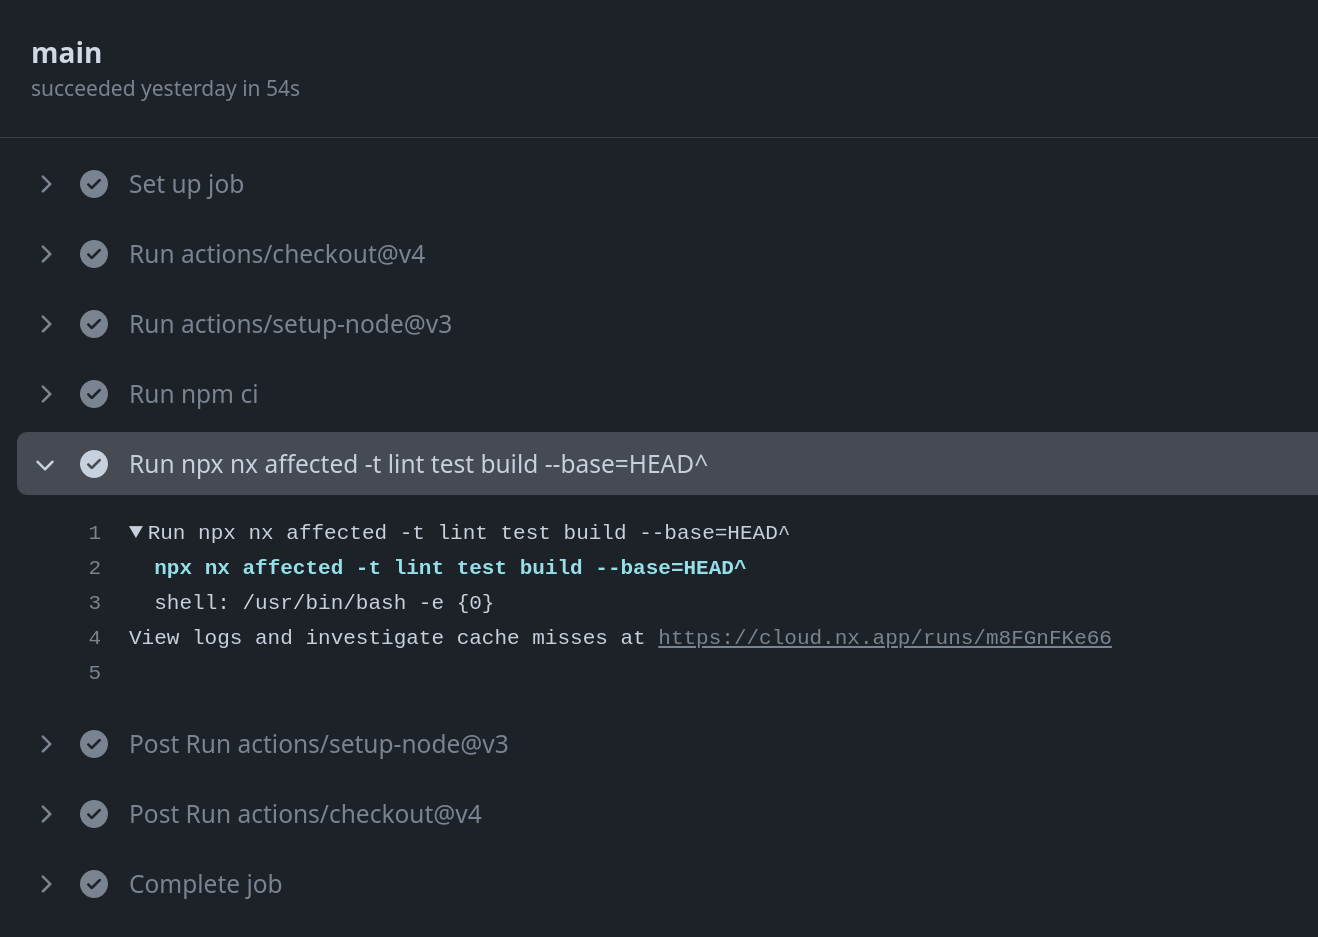 main
succeeded yesterday in 54s
Set up job
Run actions/checkout@v4
Run actions/setup-node@v3
Run npm ci
Run npx nx affected -t lint test build --base=HEAD^
1 ▼Run npx nx affected -t lint test build --base=HEAD^
2 npx nx affected -t lint test build --base=HEAD^
3 shell: /usr/bin/bash -e {0}
4 View logs and investigate cache misses at https://cloud.nx.app/runs/m8FGnFKe66
5
Post Run actions/setup-node@v3
Post Run actions/checkout@v4
Complete job